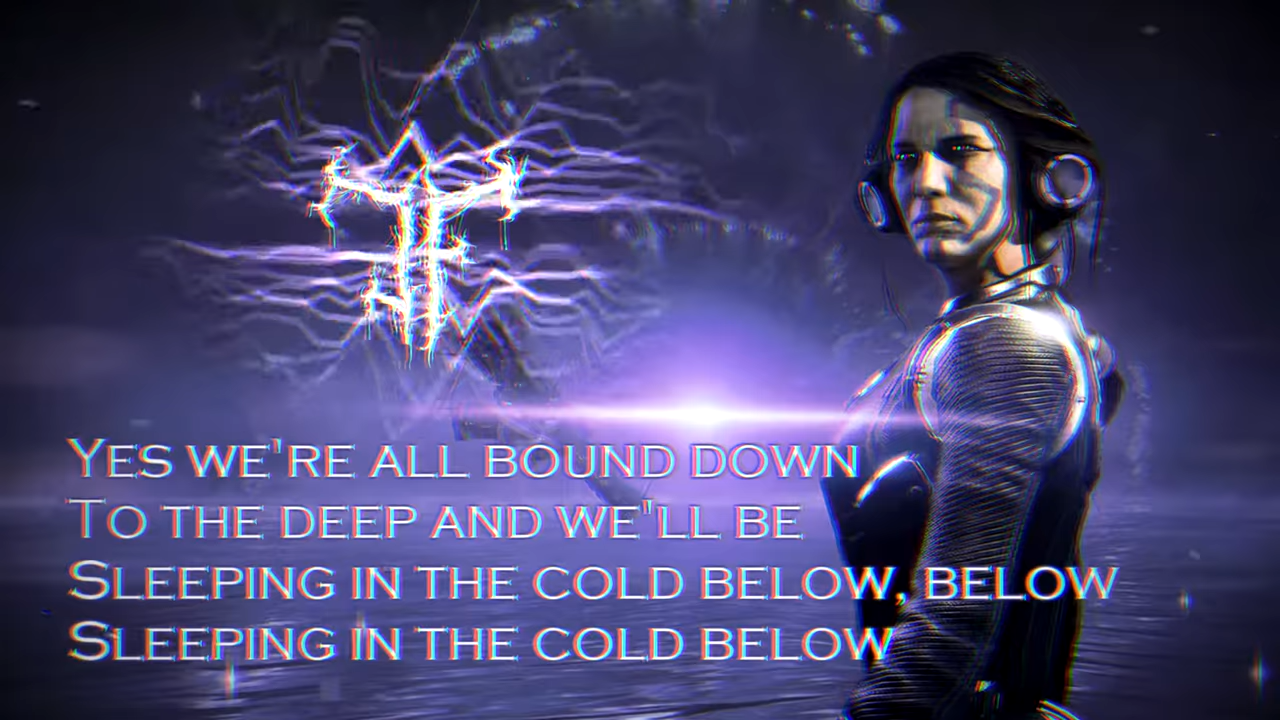 Yes we're all bound down
To the deep and we'll be
Sleeping in the cold below, below
Sleeping in the cold below